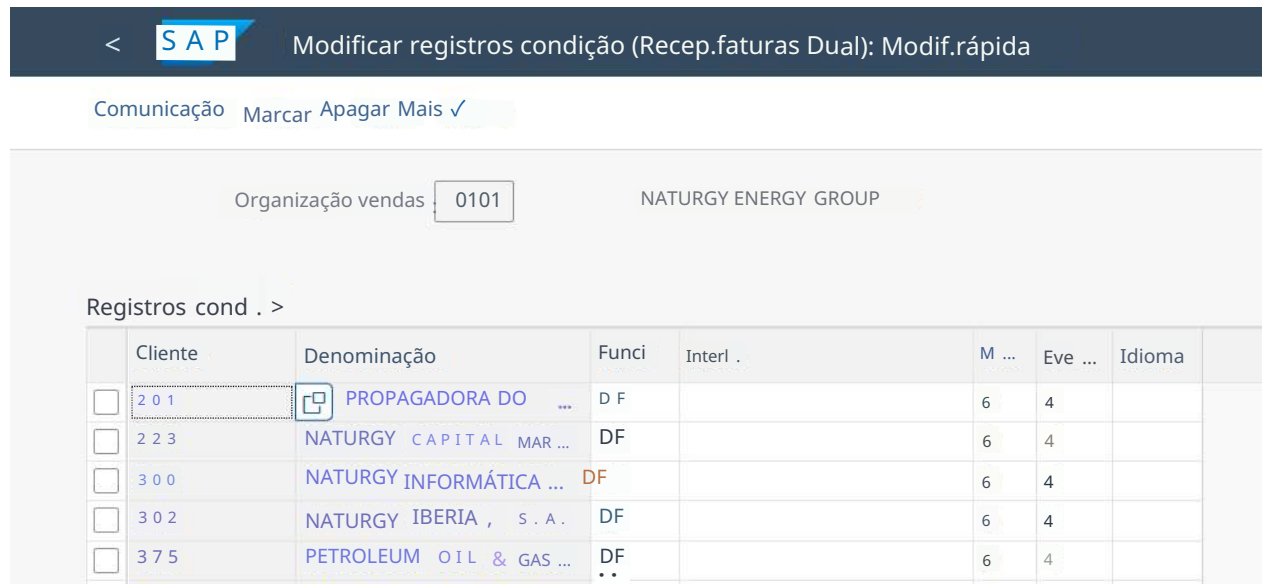 < SAP Modificar registros condição (Recep.faturas Dual): Modif.rápida
Comunicação Marcar Apagar Mais ✓
Organização vendas : 0101 NATURGY ENERGY GROUP
Registros cond . >
Cliente Denominação Funci Interl . M ... Eve ... Idioma
201 PROPAGADORA DO ... DF 6 4
223 NATURGY CAPITAL MAR ... DF 6 4
300 NATURGY INFORMÁTICA ... DF 6 4
302 NATURGY IBERIA , S.A. DF 6 4
375 PETROLEUM OIL & GAS ... DF 6 4